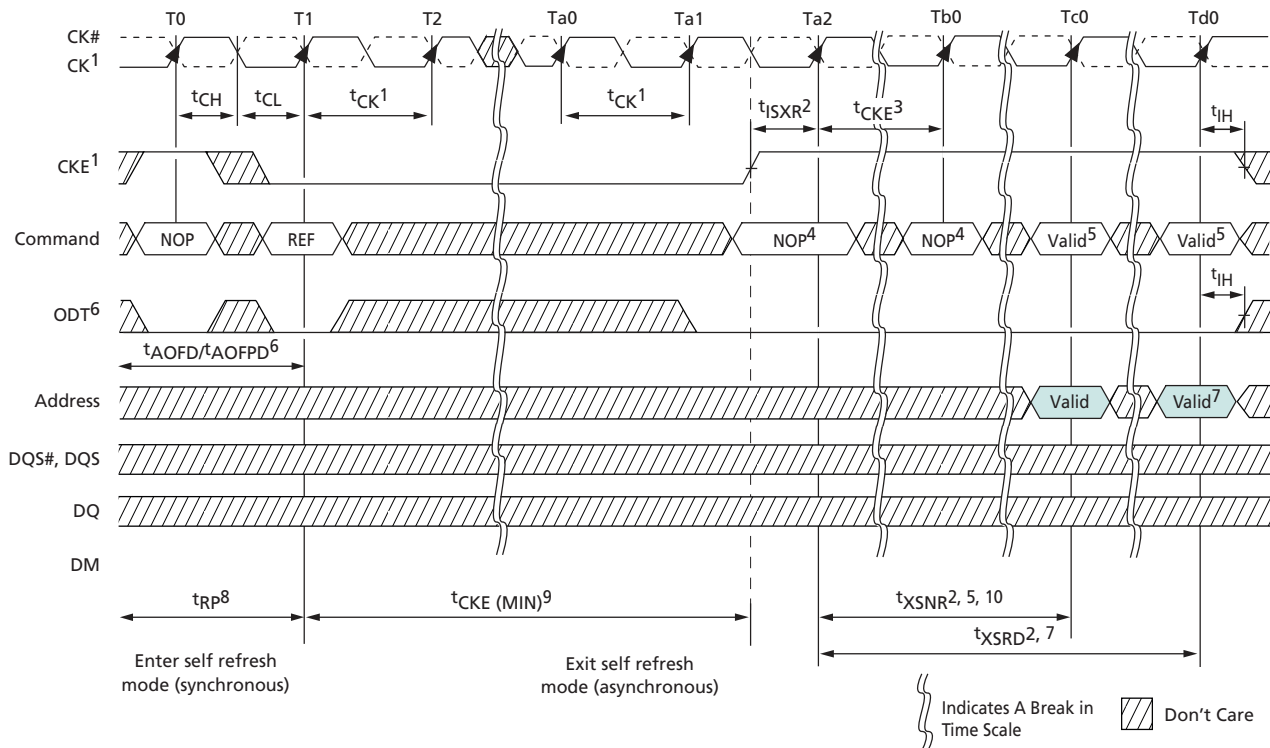 T0 T1 T2 Ta0 Ta1 Ta2 Tb0 Tc0 Td0
CK#
CK1
tCH tCL tCK1 tCK1 tISXR2 tCKE3 tIH
CKE1
Command NOP REF NOP4 NOP4 Valid5 Valid5
tIH
ODT6
tAOFD/tAOFPD6
Address Valid Valid7
DQS#, DQS
DQ
DM
tRP8 tCKE (MIN)9 tXSNR2, 5, 10
tXSRD2, 7
Enter self refresh
mode (synchronous)
Exit self refresh
mode (asynchronous)
Indicates A Break in
Time Scale
Don't Care